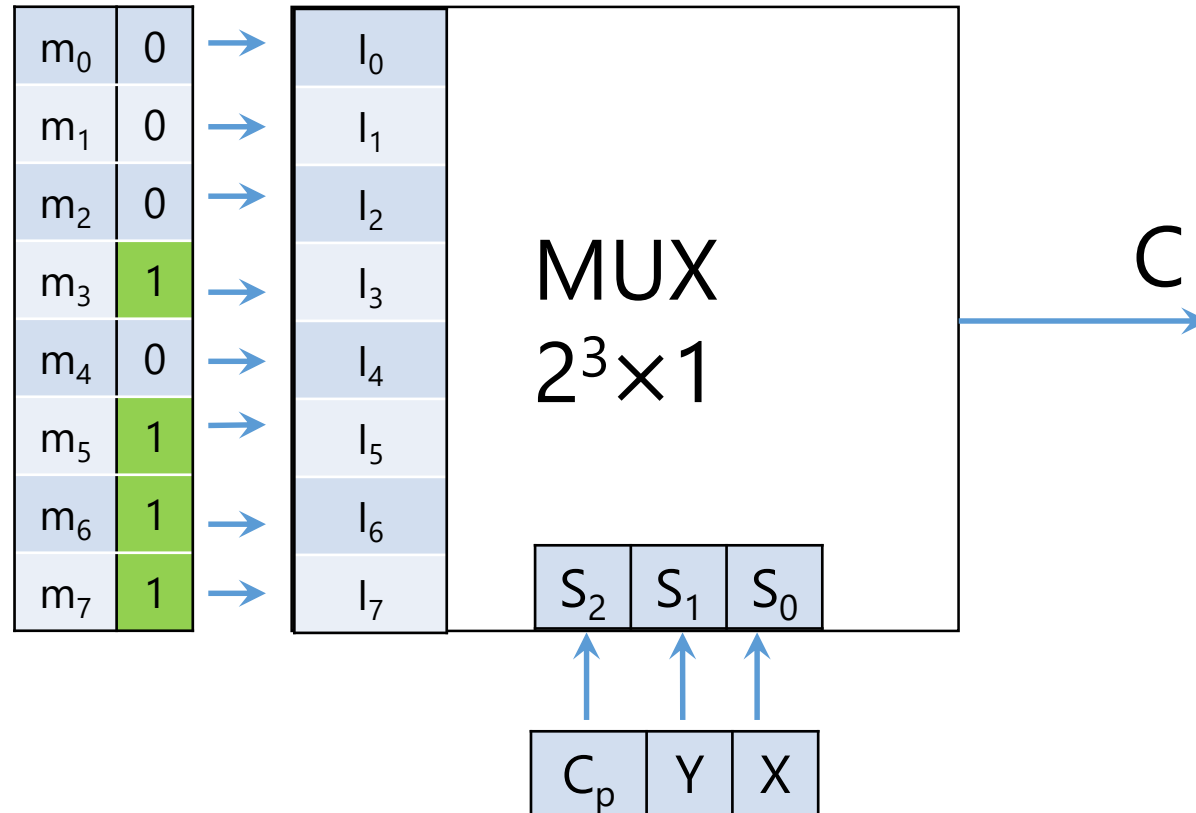 m₀ 0 I₀
m₁ 0 I₁
m₂ 0 I₂
m₃ 1 I₃
m₄ 0 I₄
m₅ 1 I₅
m₆ 1 I₆
m₇ 1 I₇
MUX
2³×1
C
S₂ S₁ S₀
Cₚ Y X